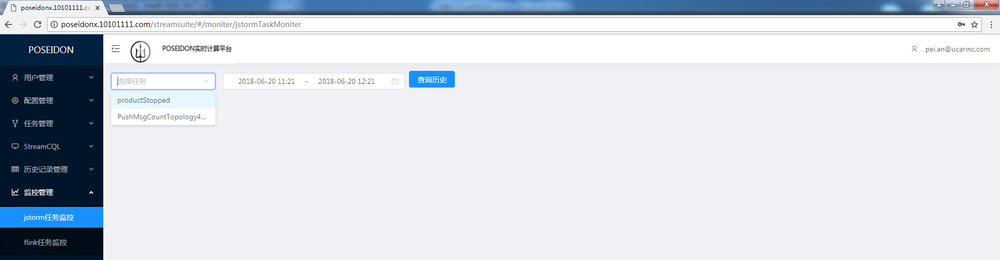 poseidonx.10101111.cc
poseidonx.10101111.com/streamsuite/#/moniter/jstormTaskMoniter
POSEIDON
POSEIDON实时计算平台
pei.an@ucarinc.com
选择任务
2018-06-20 11:21 ~ 2018-06-20 12:21
查询历史
productStopped
PushMsgCountTopology4...
用户管理
配置管理
任务管理
StreamCQL
历史记录管理
监控管理
jstorm任务监控
flink任务监控